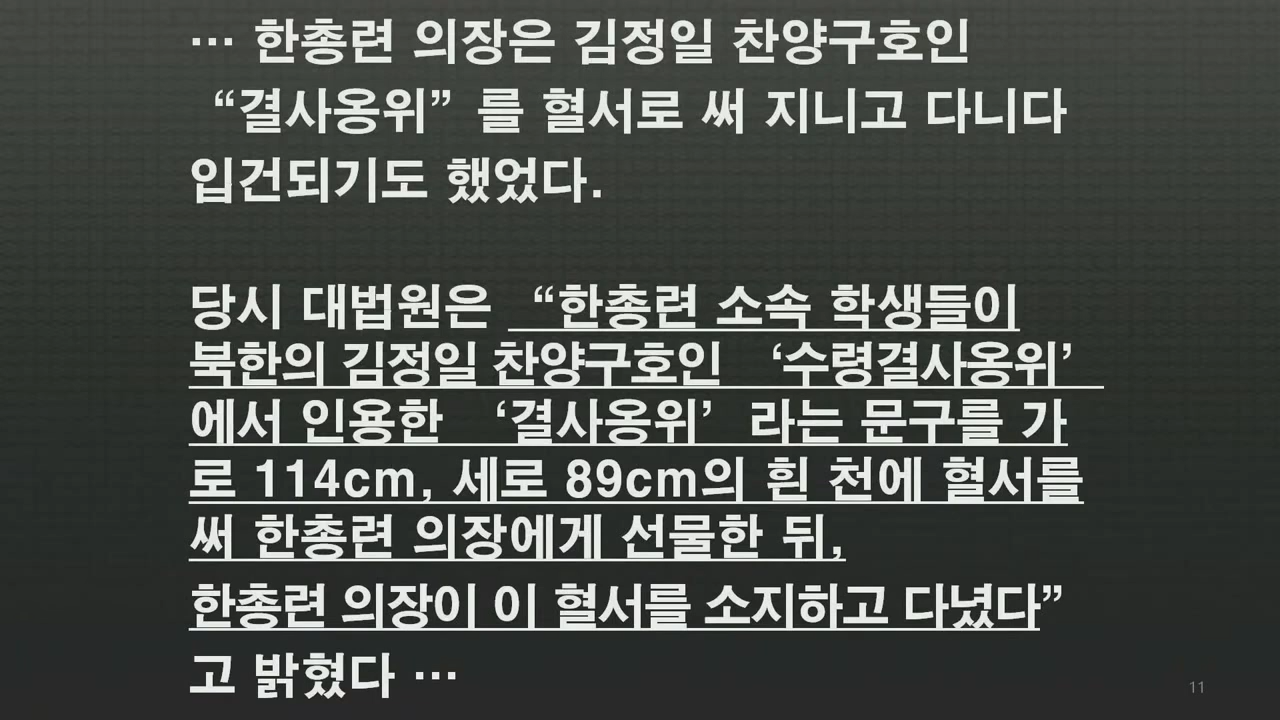 … 한총련 의장은 김정일 찬양구호인
“결사옹위” 를 혈서로 써 지니고 다니다
입건되기도 했었다.
당시 대법원은 “한총련 소속 학생들이
북한의 김정일 찬양구호인 ‘수령결사옹위’
에서 인용한 ‘결사옹위’ 라는 문구를 가
로 114cm, 세로 89cm의 흰 천에 혈서를
써 한총련 의장에게 선물한 뒤,
한총련 의장이 이 혈서를 소지하고 다녔다”
고 밝혔다 …
11